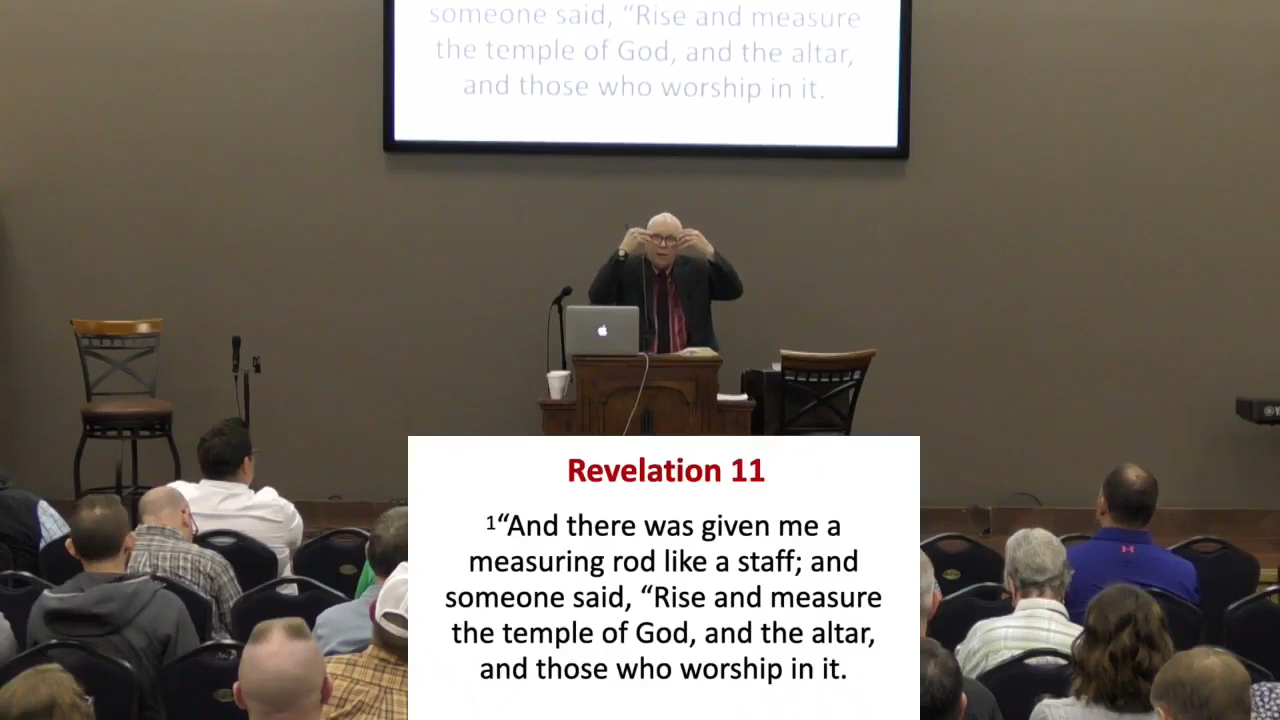 someone said, “Rise and measure
the temple of God, and the altar,
and those who worship in it.
Revelation 11
¹“And there was given me a
measuring rod like a staff; and
someone said, “Rise and measure
the temple of God, and the altar,
and those who worship in it.